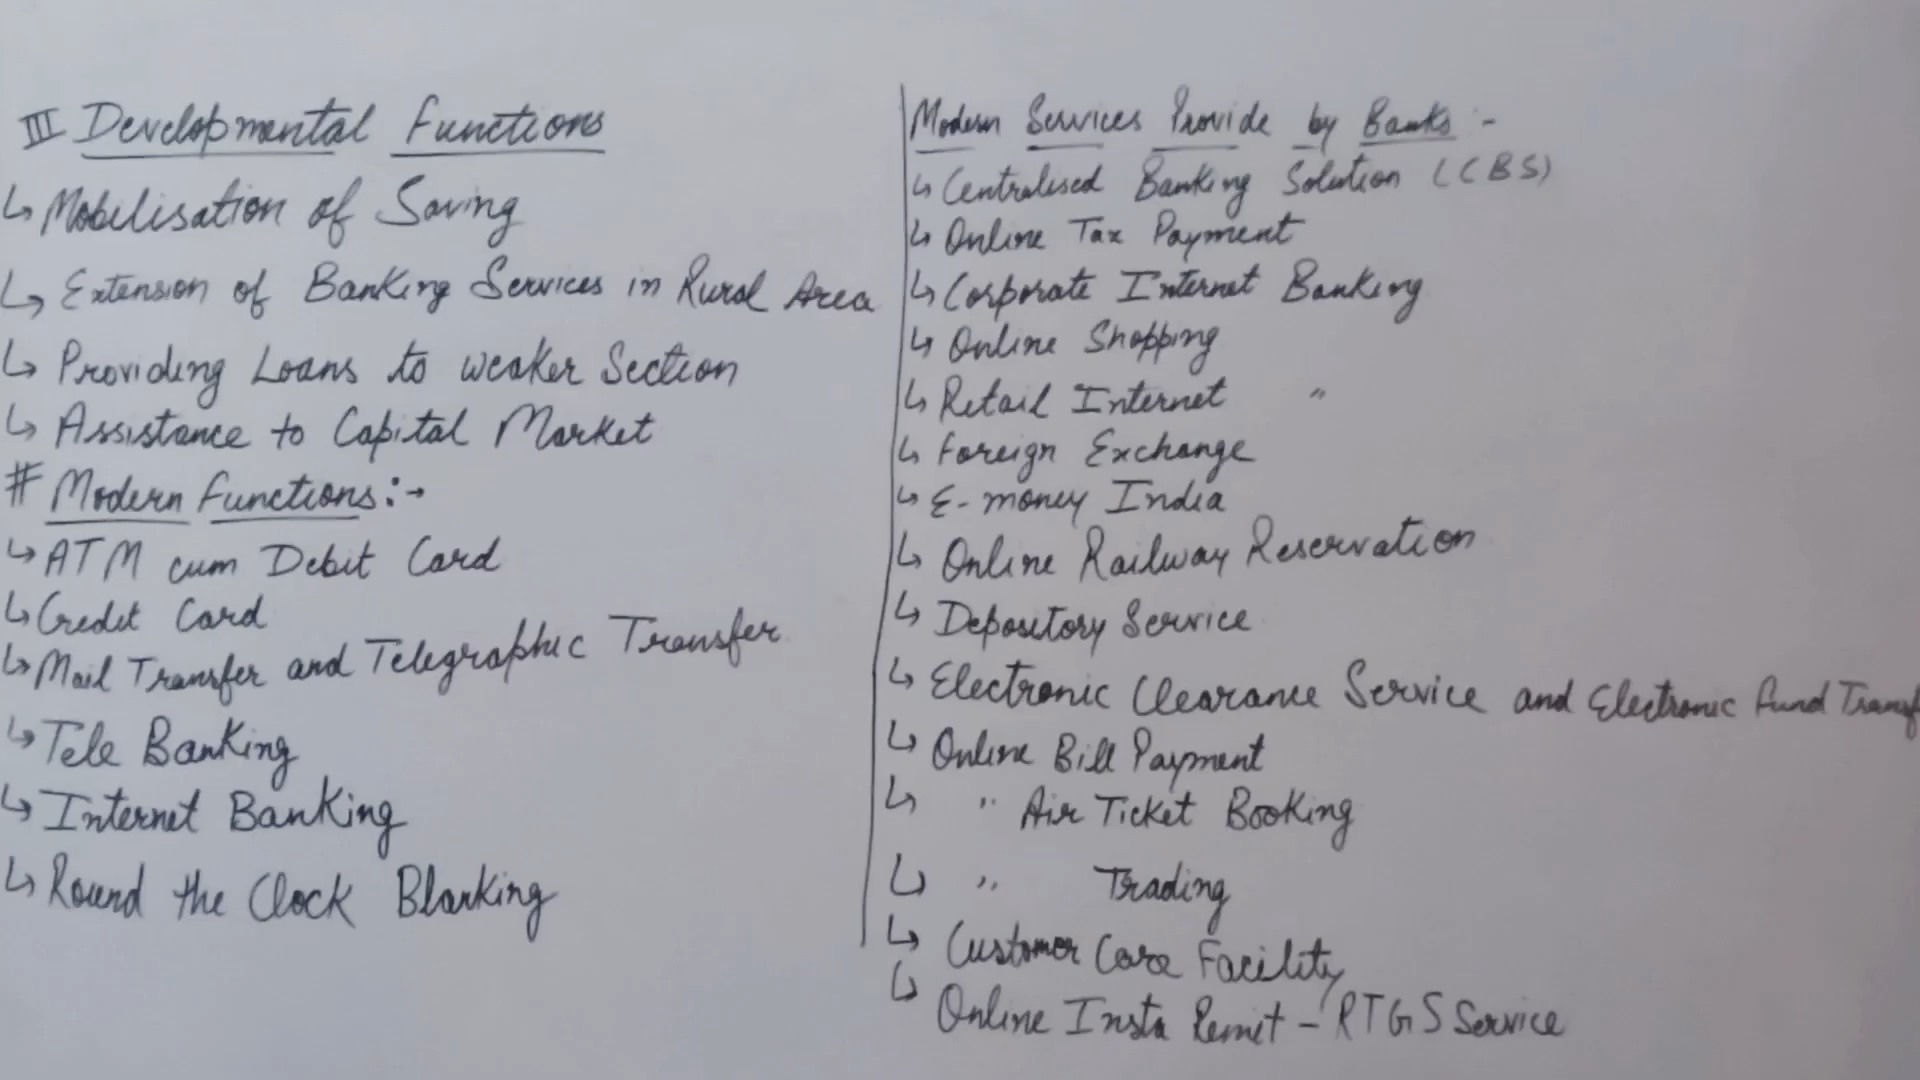 III Developmental Functions
↳ Mobilisation of Saving
↳ Extension of Banking Services in Rural Area
↳ Providing Loans to weaker Section
↳ Assistance to Capital Market
# Modern Functions:-
↳ ATM cum Debit Card
↳ Credit Card
↳ Mail Transfer and Telegraphic Transfer
↳ Tele Banking
↳ Internet Banking
↳ Round the Clock Blanking
Modern Services Provide by Banks :-
↳ Centralised Banking Solution (CBS)
↳ Online Tax Payment
↳ Corporate Internet Banking
↳ Online Shopping
↳ Retail Internet "
↳ Foreign Exchange
↳ E-money India
↳ Online Railway Reservation
↳ Depository Service
↳ Electronic Clearance Service and Electronic Fund Transf
↳ Online Bill Payment
↳ " Air Ticket Booking
↳ " Trading
↳ Customer Care Facility
↳ Online Insta Remit - RTGS Service